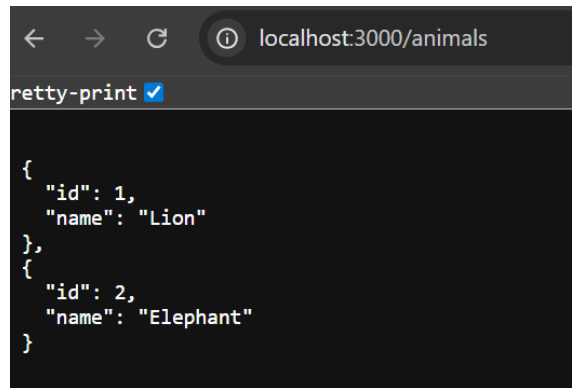 localhost:3000/animals
retty-print
{
"id": 1,
"name": "Lion"
},
{
"id": 2,
"name": "Elephant"
}